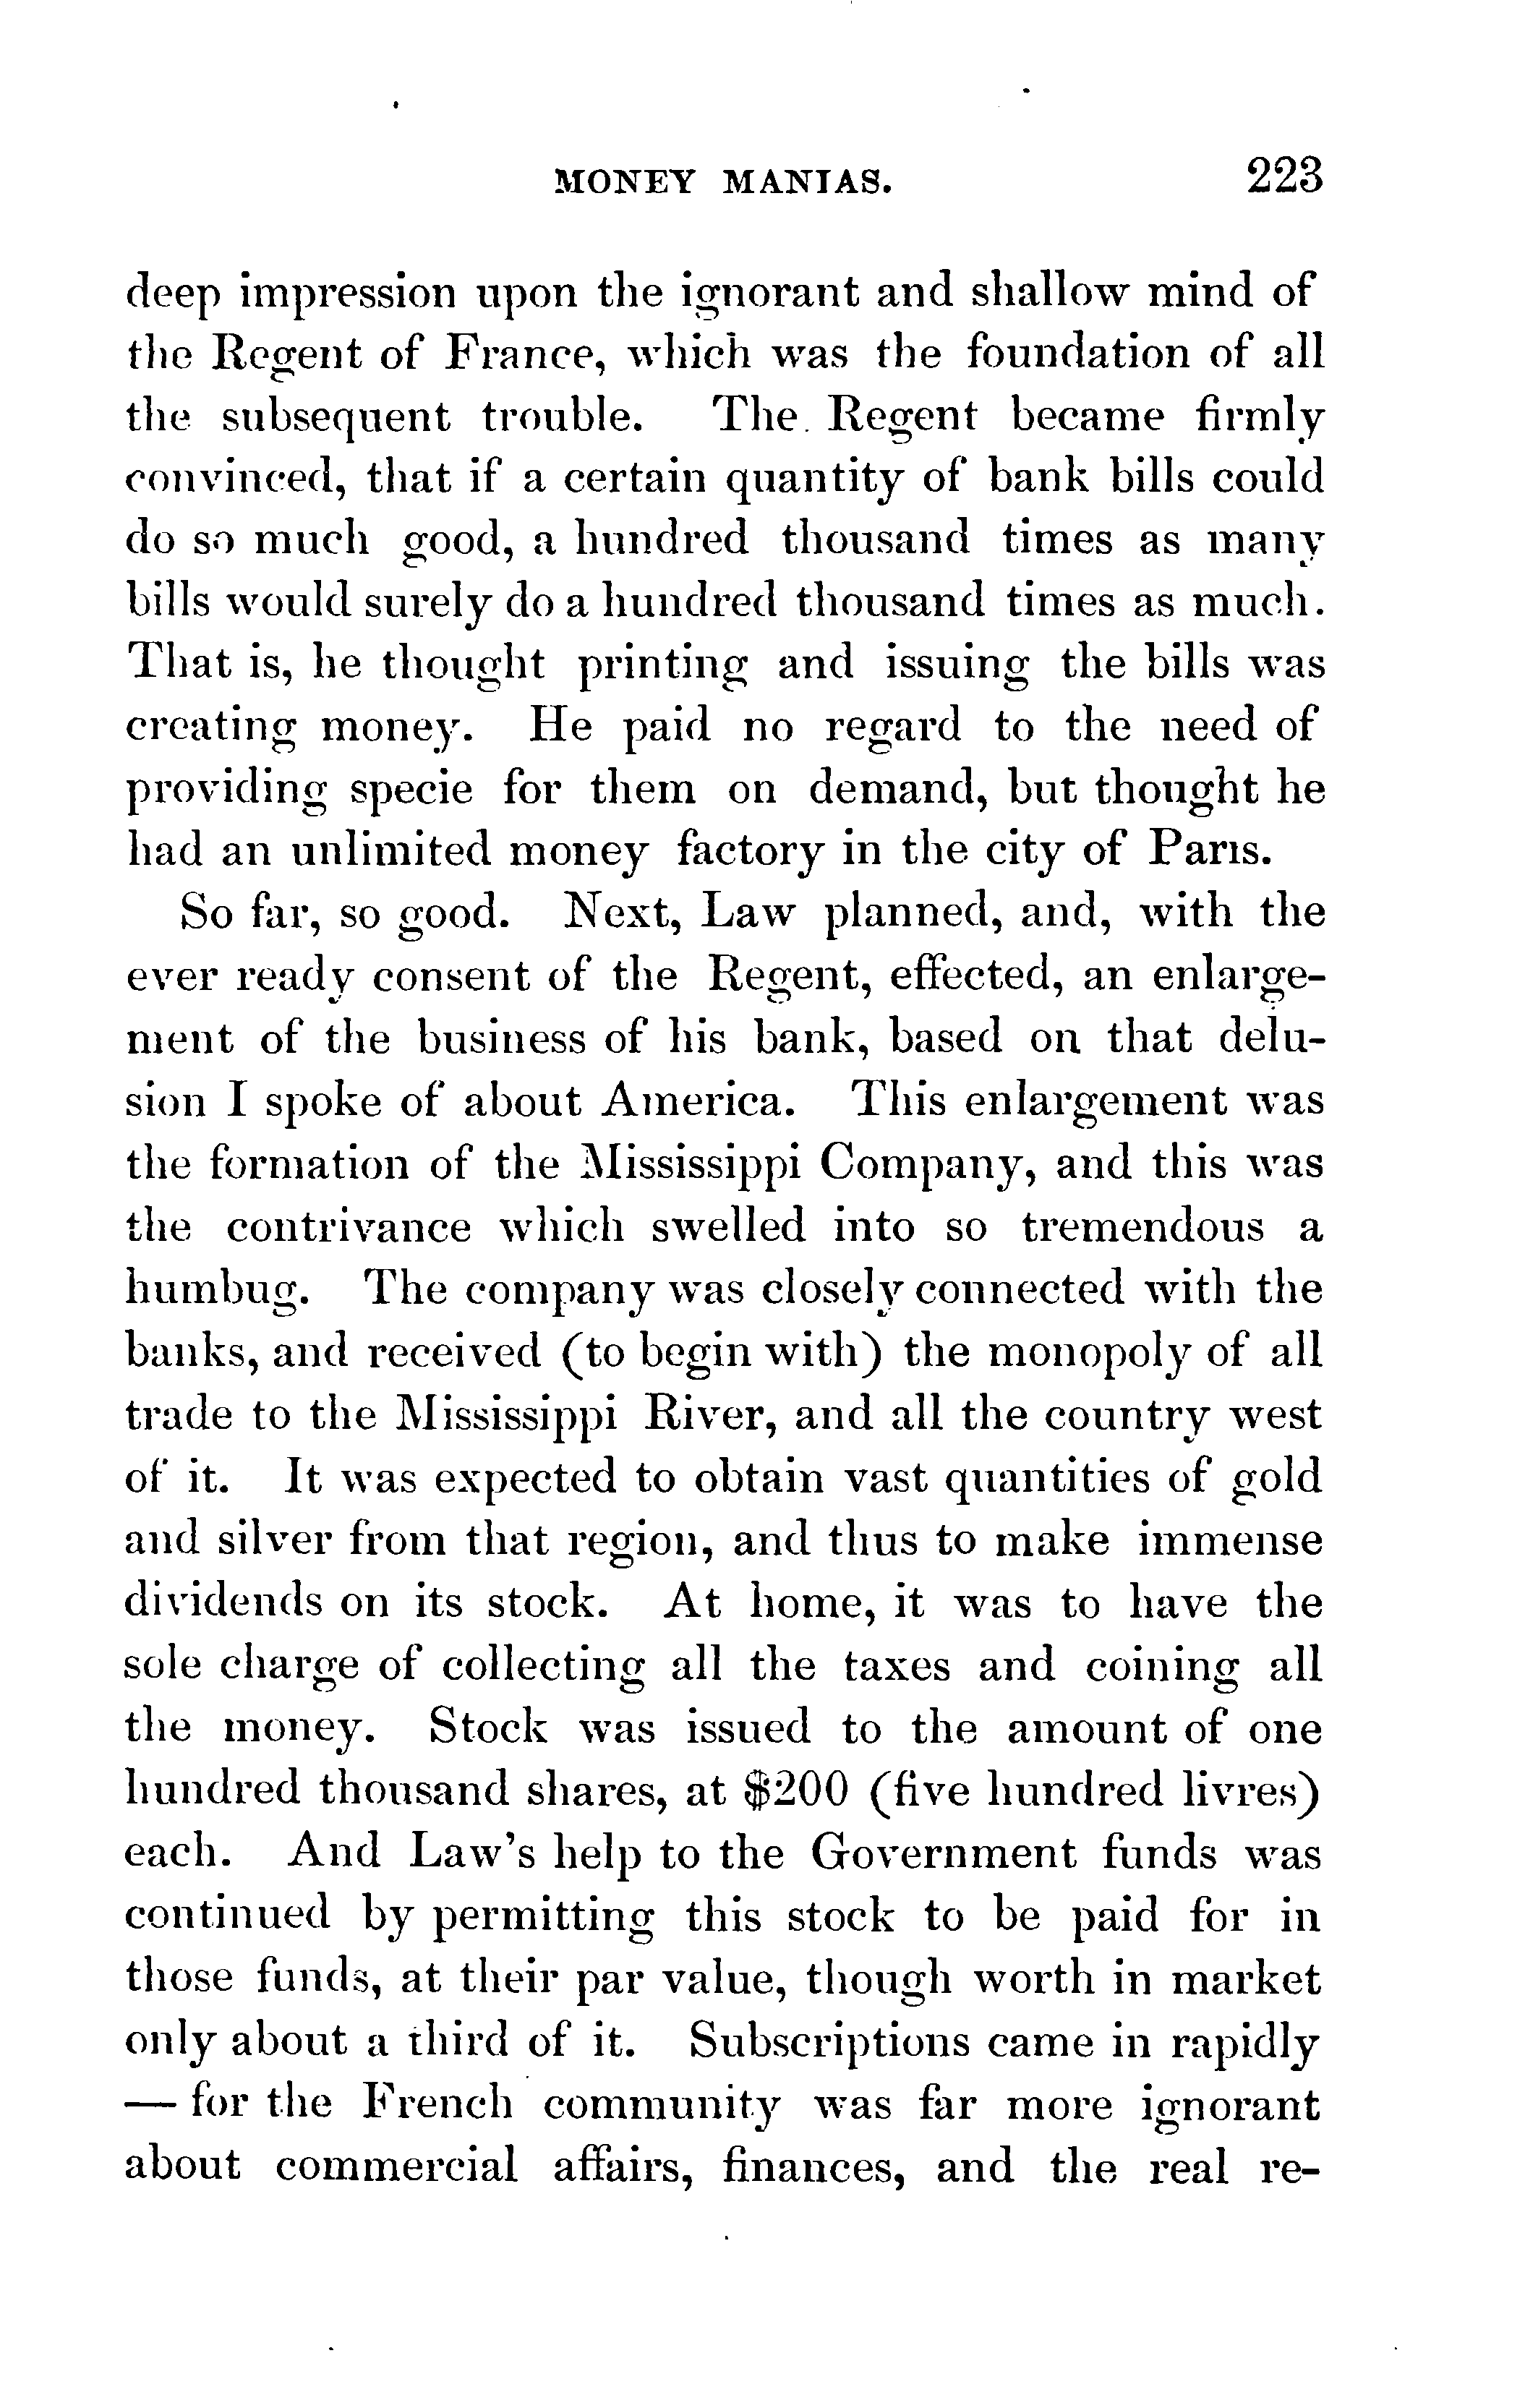 MONEY MANIAS. 223
deep impression upon the ignorant and shallow mind of
the Regent of France, which was the foundation of all
the subsequent trouble. The Regent became firmly
convinced, that if a certain quantity of bank bills could
do so much good, a hundred thousand times as many
bills would surely do a hundred thousand times as much.
That is, he thought printing and issuing the bills was
creating money. He paid no regard to the need of
providing specie for them on demand, but thought he
had an unlimited money factory in the city of Paris.
So far, so good. Next, Law planned, and, with the
ever ready consent of the Regent, effected, an enlarge-
ment of the business of his bank, based on that delu-
sion I spoke of about America. This enlargement was
the formation of the Mississippi Company, and this was
the contrivance which swelled into so tremendous a
humbug. The company was closely connected with the
banks, and received (to begin with) the monopoly of all
trade to the Mississippi River, and all the country west
of it. It was expected to obtain vast quantities of gold
and silver from that region, and thus to make immense
dividends on its stock. At home, it was to have the
sole charge of collecting all the taxes and coining all
the money. Stock was issued to the amount of one
hundred thousand shares, at $200 (five hundred livres)
each. And Law's help to the Government funds was
continued by permitting this stock to be paid for in
those funds, at their par value, though worth in market
only about a third of it. Subscriptions came in rapidly
— for the French community was far more ignorant
about commercial affairs, finances, and the real re-